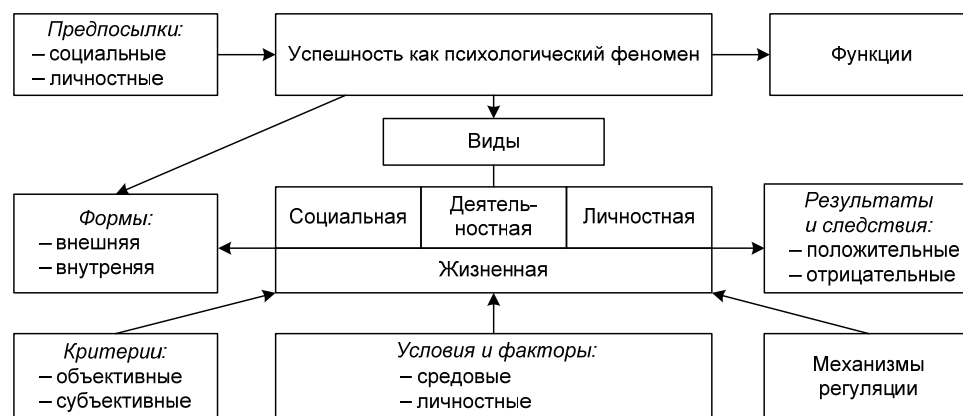 Предпосылки:
– социальные
– личностные
Успешность как психологический феномен
Функции
Виды
Формы:
– внешняя
– внутреняя
Социальная
Деятель-
ностная
Личностная
Жизненная
Результаты
и следствия:
– положительные
– отрицательные
Критерии:
– объективные
– субъективные
Условия и факторы:
– средовые
– личностные
Механизмы
регуляции